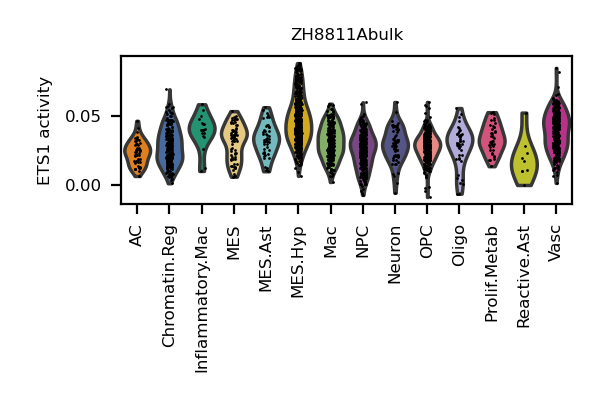 ZH8811Abulk
ETS1 activity
0.05
0.00
AC
Chromatin.Reg
Inflammatory.Mac
MES
MES.Ast
MES.Hyp
Mac
NPC
Neuron
OPC
Oligo
Prolif.Metab
Reactive.Ast
Vasc